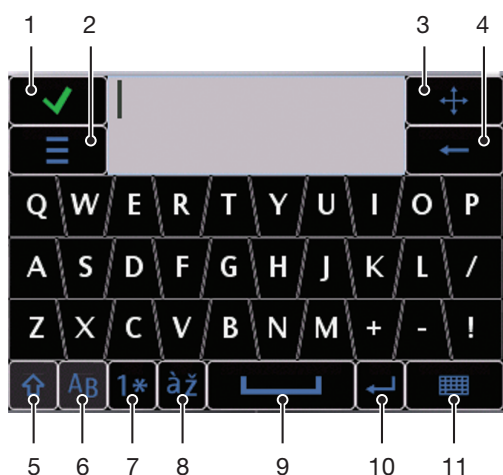 1 2 3 4
Q W E R T Y U I O P
A S D F G H J K L /
Z X C V B N M + - !
AB 1* àž
5 6 7 8 9 10 11